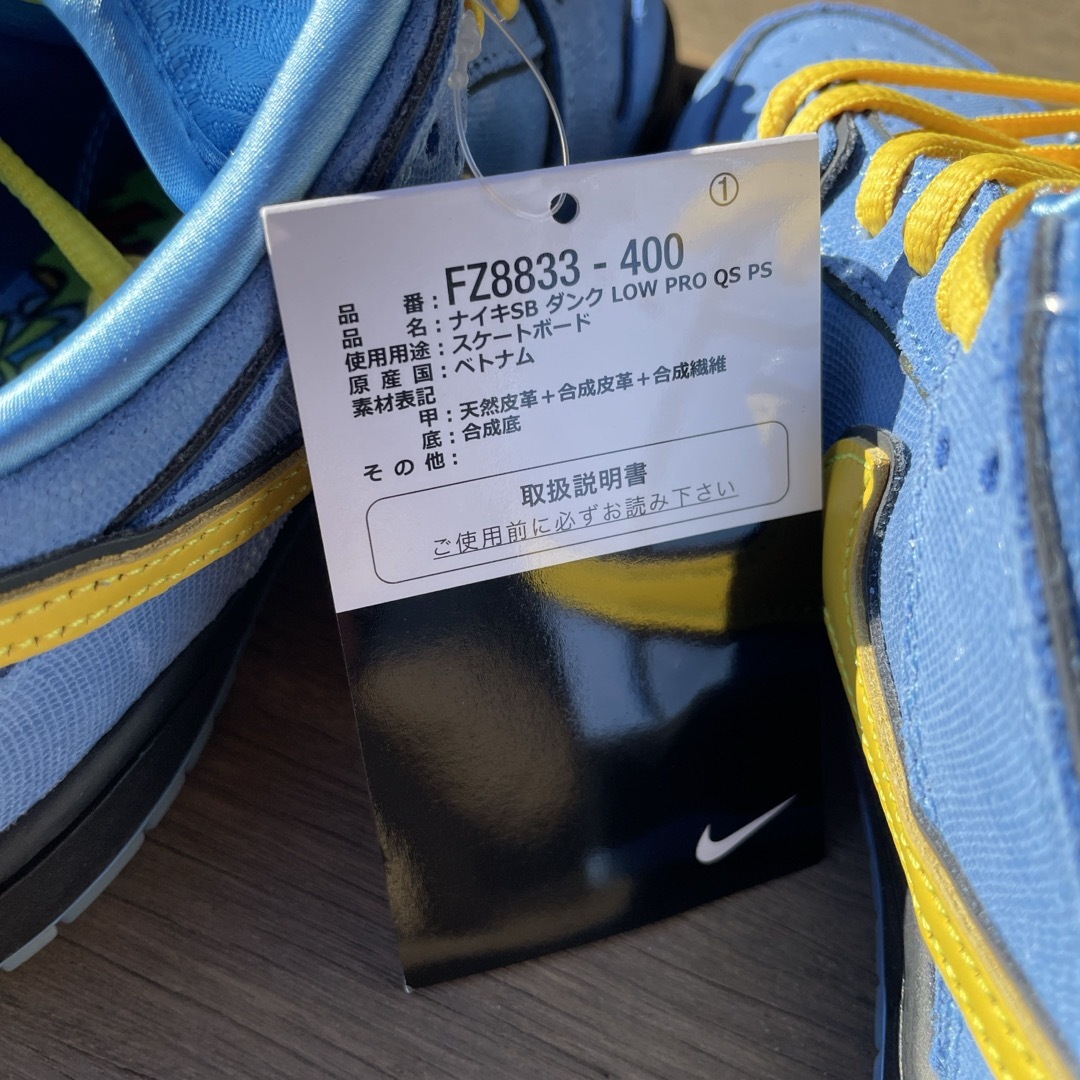 ①
品番：FZ8833 - 400
品名：ナイキSB ダンク LOW PRO QS PS
使用用途：スケートボード
原産国：ベトナム
素材表記
甲：天然皮革＋合成皮革＋合成繊維
底：合成底
その他：
取扱説明書
ご使用前に必ずお読み下さい